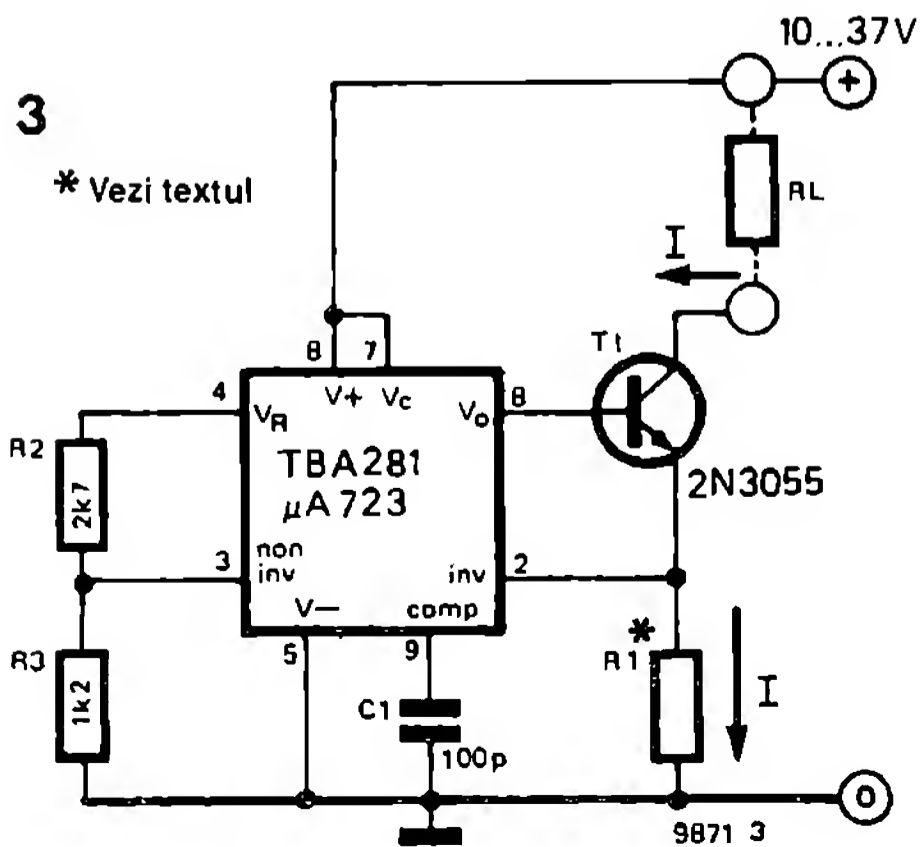 10...37V
+
3
* Vezi textul
RL
I
T1
8
7
4
V+
Vc
VR
Vo
8
R2
2k7
TBA281
µA723
2N3055
3
non
inv
inv
2
V—
comp
*
R3
1k2
5
9
R1
I
C1
100p
0
9871 3